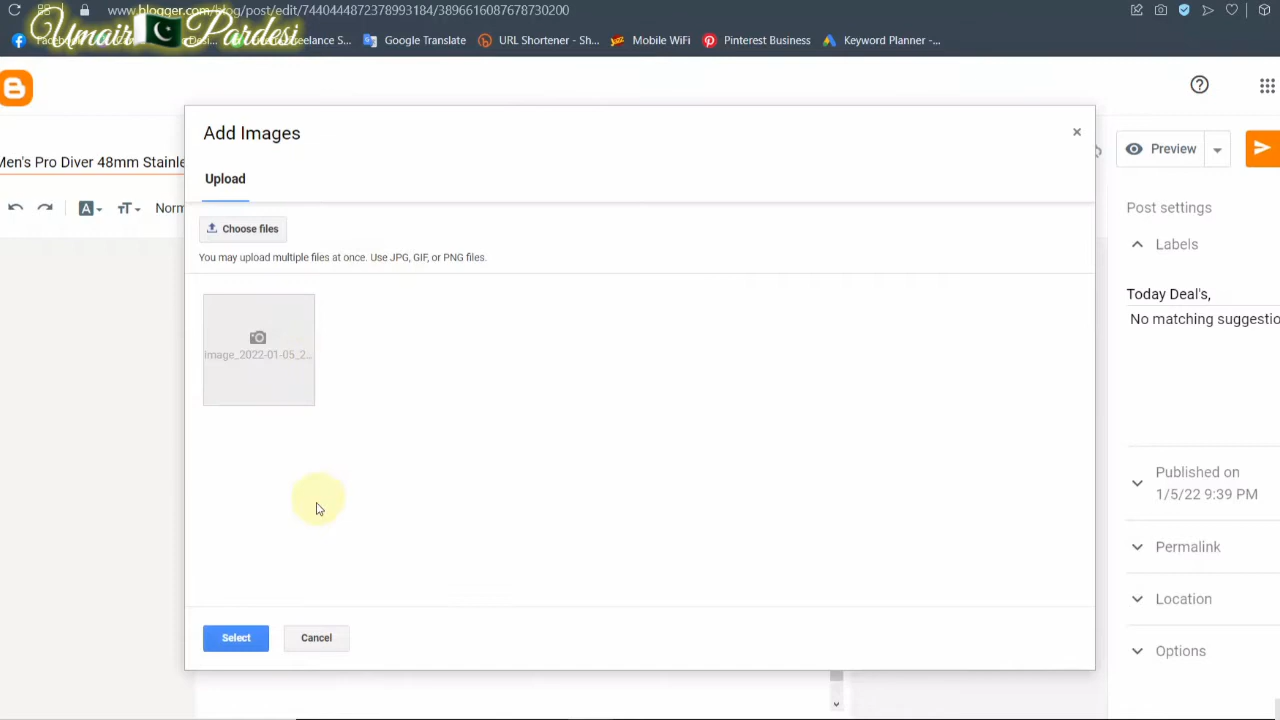 www.blogger.com/blog/post/edit/7440448723789931​84/3896616087678730200
Umair Pardesi
Freelance S...
Google Translate
URL Shortener - Sh...
Mobile WiFi
Pinterest Business
Keyword Planner -...
Men's Pro Diver 48mm Stainle
Norm
Add Images
×
Upload
Choose files
You may upload multiple files at once. Use JPG, GIF, or PNG files.
image_2022-01-05_2...
Select
Cancel
Preview
Post settings
Labels
Today Deal's,
No matching suggestio
Published on
1/5/22 9:39 PM
Permalink
Location
Options